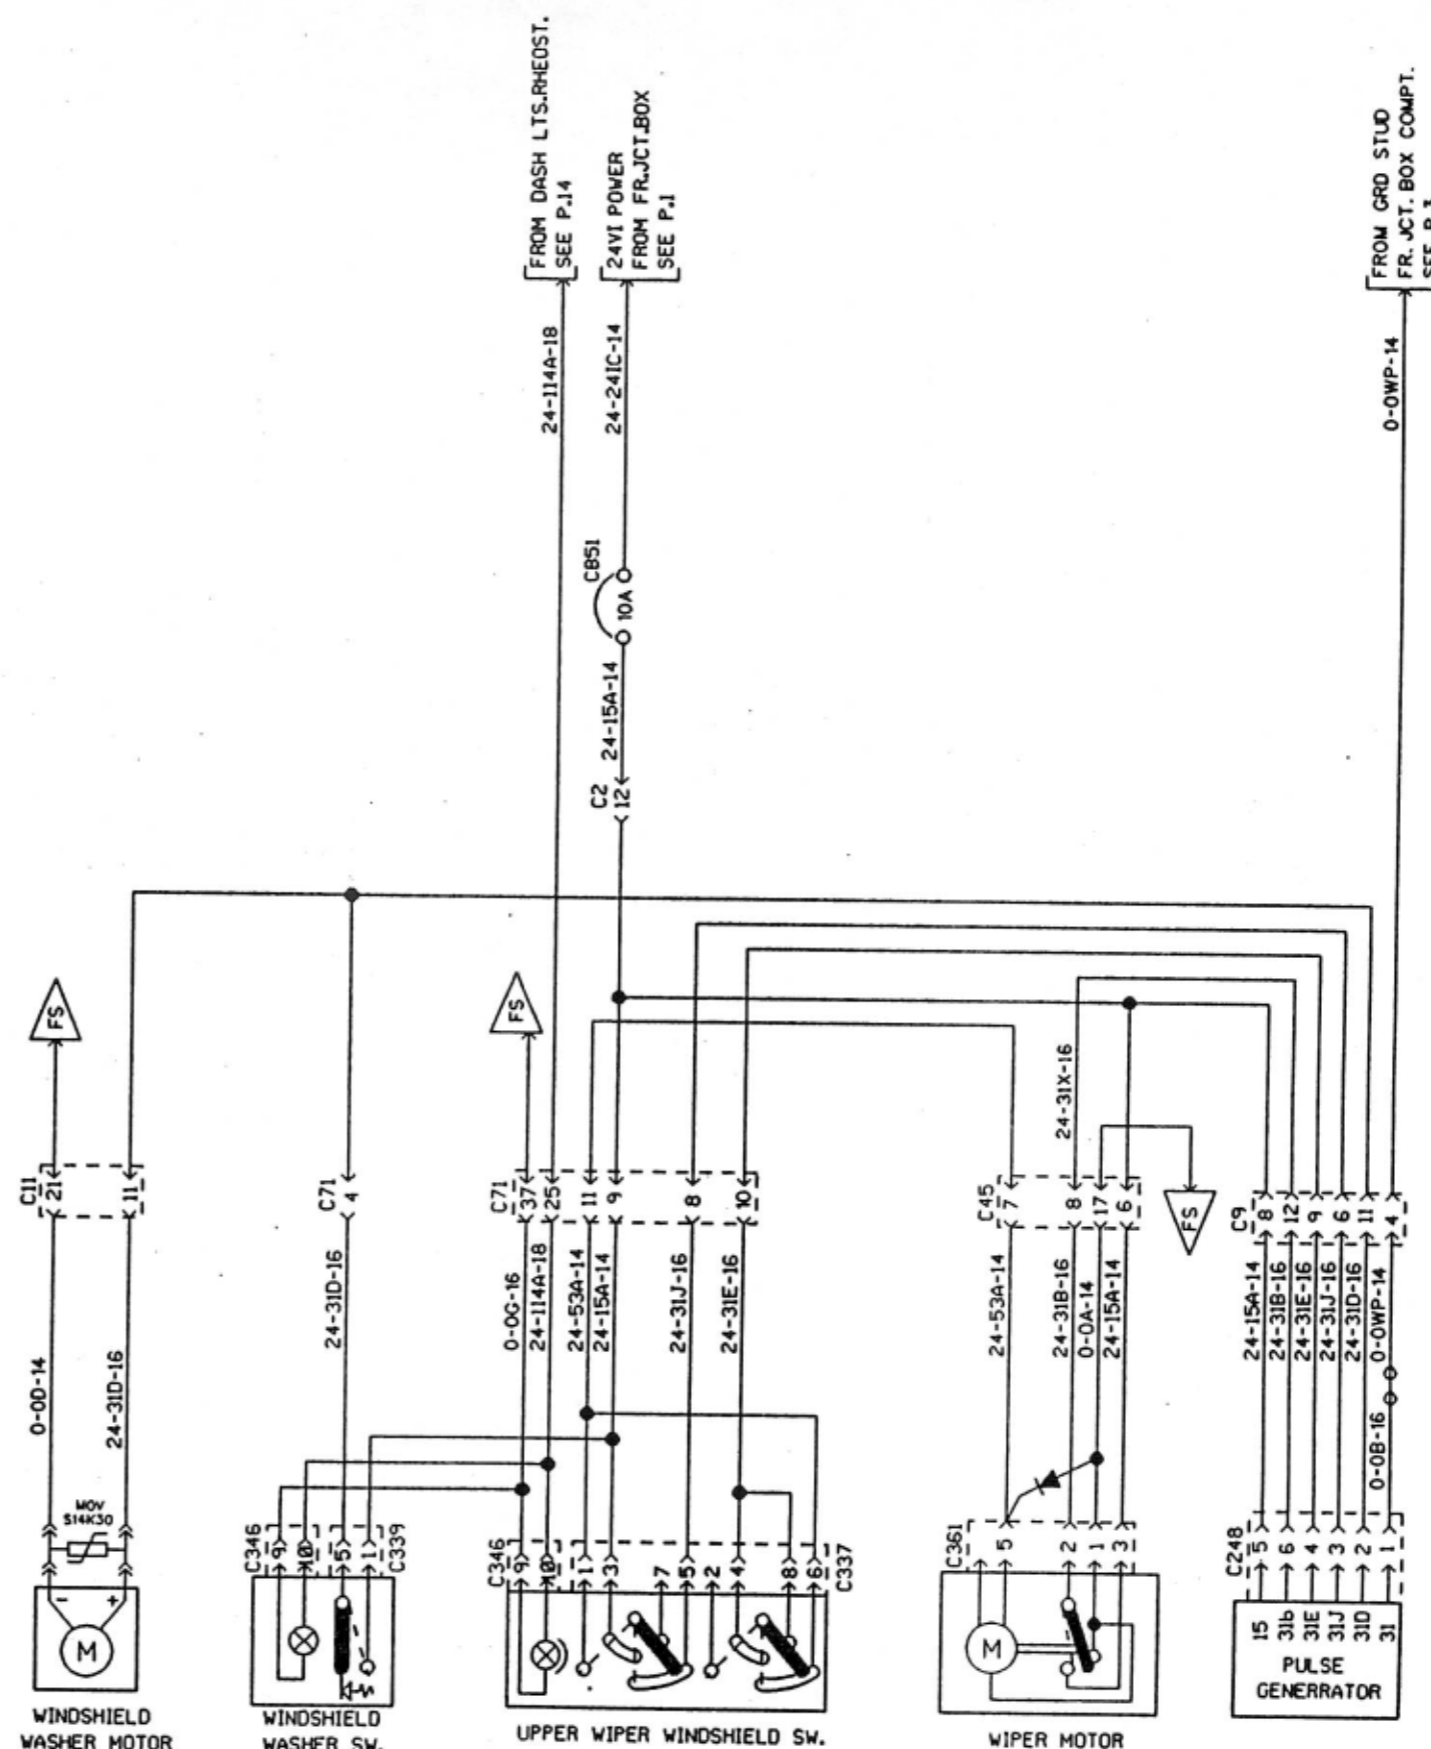 FROM DASH LTS.RHEOST.
SEE P.14
24VI POWER
FROM FR.JCT.BOX
SEE P.1
FROM GRD STUD
FR. JCT. BOX COMPT.
24-114A-18
24-24IC-14
0-0WP-14
CB51
10A
24-15A-14
C2
12
FS
FS
24-31X-16
FS
C11
21
11
C71
4
C71
37
25
11
9
8
10
C45
7
8
17
6
C9
8
12
9
6
11
4
0-0D-14
24-31D-16
24-31D-16
0-0G-16
24-114A-18
24-53A-14
24-15A-14
24-31J-16
24-31E-16
24-53A-14
24-31B-16
0-0A-14
24-15A-14
24-15A-14
24-31B-16
24-31E-16
24-31J-16
24-31D-16
0-0WP-14
0-0B-16
MOV
S14K30
C346
9
10
5
1
C339
C346
9
10
1
3
7
5
2
4
8
6
C337
C361
5
2
1
3
C248
5
6
4
3
2
1
- +
M
M
15
31b
31E
31J
31D
31
PULSE
GENERRATOR
WINDSHIELD
WASHER MOTOR
WINDSHIELD
WASHER SW.
UPPER WIPER WINDSHIELD SW.
WIPER MOTOR